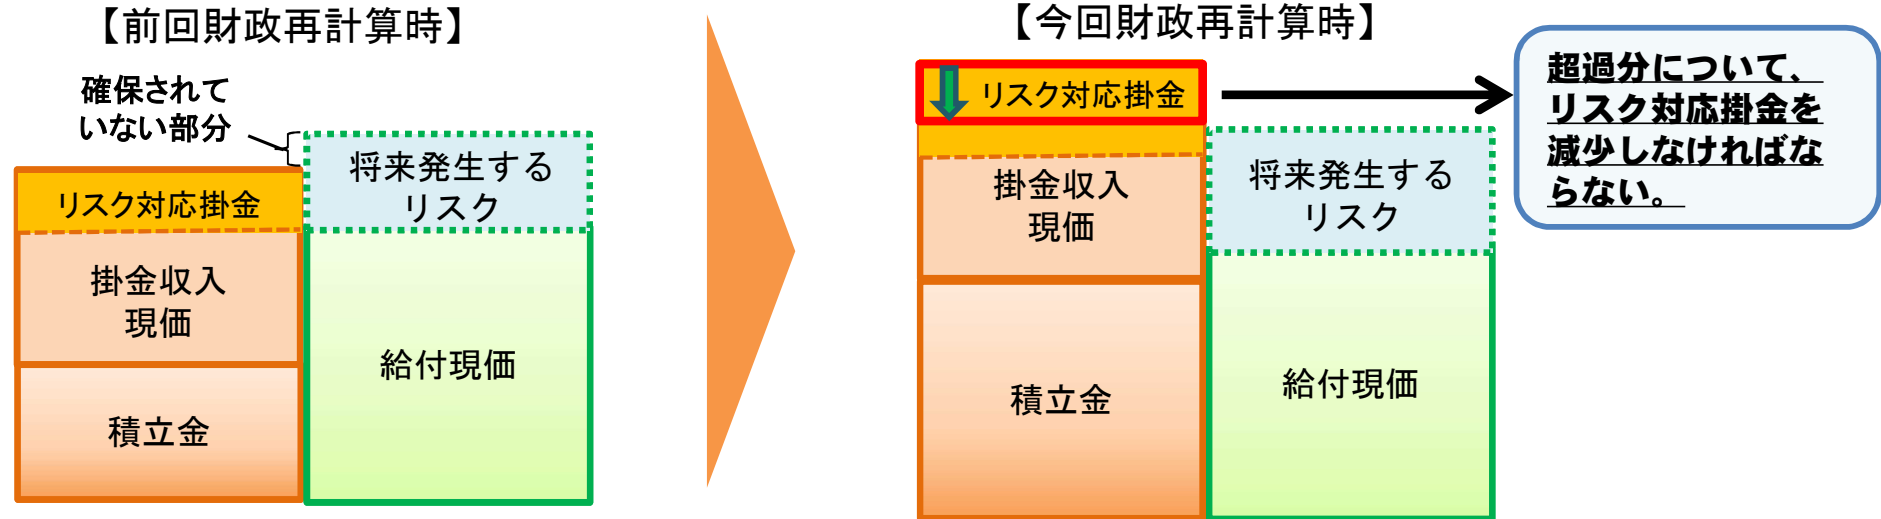 【前回財政再計算時】
確保されて
いない部分
リスク対応掛金
掛金収入
現価
積立金
将来発生する
リスク
給付現価
【今回財政再計算時】
リスク対応掛金
掛金収入
現価
積立金
将来発生する
リスク
給付現価
超過分について、
リスク対応掛金を
減少しなければな
らない。